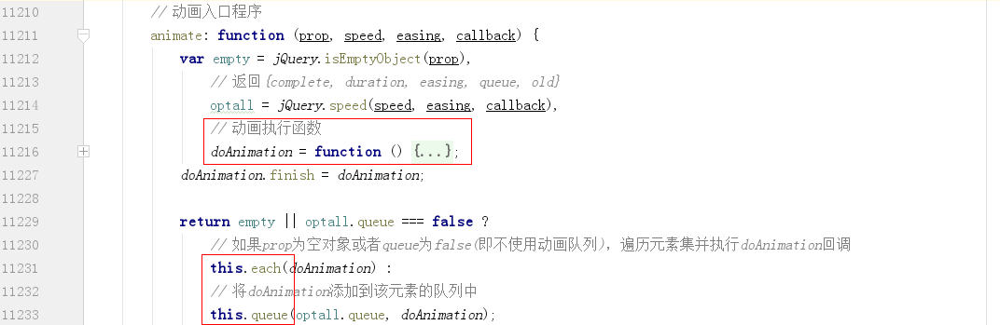 11210 // 动画入口程序
11211 animate: function (prop, speed, easing, callback) {
11212 var empty = jQuery.isEmptyObject(prop),
11213 // 返回{complete, duration, easing, queue, old}
11214 optall = jQuery.speed(speed, easing, callback),
11215 // 动画执行函数
11216 doAnimation = function () {...};
11227 doAnimation.finish = doAnimation;
11228
11229 return empty || optall.queue === false ?
11230 // 如果prop为空对象或者queue为false(即不使用动画队列)，遍历元素集并执行doAnimation回调
11231 this.each(doAnimation) :
11232 // 将doAnimation添加到该元素的队列中
11233 this.queue(optall.queue, doAnimation);